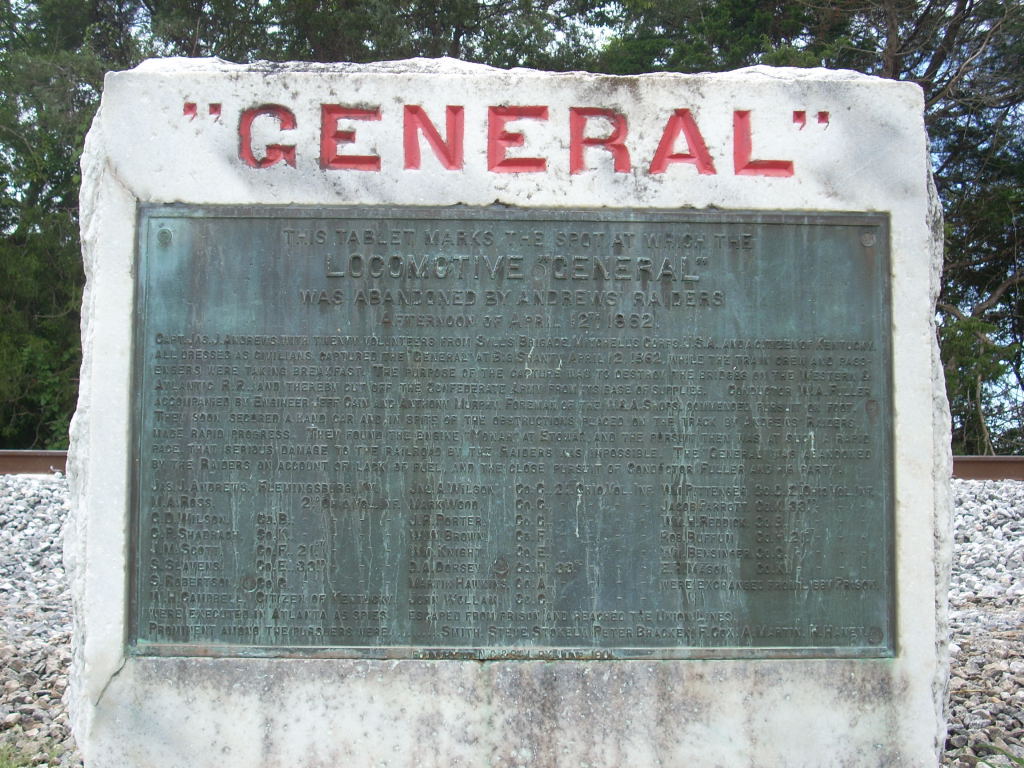 "GENERAL"
THIS TABLET MARKS THE SPOT AT WHICH THE
LOCOMOTIVE "GENERAL"
WAS ABANDONED BY ANDREWS' RAIDERS
AFTERNOON OF APRIL 12TH 1862.
CAPT. JAS. J. ANDREWS, WITH TWENTY VOLUNTEERS FROM SILLS BRIGADE, MITCHELLS CORPS, U.S.A. AND A CITIZEN OF KENTUCKY,
ALL DRESSED AS CIVILIANS, CAPTURED THE "GENERAL" AT BIG SHANTY, APRIL 12, 1862, WHILE THE TRAIN CREW AND PASS-
ENGERS WERE TAKING BREAKFAST. THE PURPOSE OF THE CAPTURE WAS TO DESTROY THE BRIDGES ON THE WESTERN &
ATLANTIC R.R., AND THEREBY CUT OFF THE CONFEDERATE ARMY FROM ITS BASE OF SUPPLIES. CONDUCTOR W.A. FULLER
ACCOMPANIED BY ENGINEER JEFF CAIN AND ANTHONY MURPHY, FOREMAN OF THE W.& A. SHOPS, COMMENCED PURSUIT ON FOOT.
THEY SOON SECURED A HAND CAR AND IN SPITE OF THE OBSTRUCTIONS PLACED ON THE TRACK BY ANDREWS RAIDERS,
MADE RAPID PROGRESS. THEY FOUND THE ENGINE "YONAH" AT ETOWAH, AND THE PURSUIT THEN WAS AT SUCH A RAPID
PACE THAT SERIOUS DAMAGE TO THE RAILROAD BY THE RAIDERS WAS IMPOSSIBLE. THE "GENERAL" WAS ABANDONED
BY THE RAIDERS ON ACCOUNT OF LACK OF FUEL, AND THE CLOSE PURSUIT OF CONDUCTOR FULLER AND HIS PARTY.
JAS. J. ANDREWS, FLEMINGSBURG, KY. JNO. A. WILSON, CO. C. 21ST OHIO VOL. INF. WM. PITTENGER, CO. G. 2ND OHIO VOL. INF.
M.A. ROSS, 2ND OHIO VOL. INF. MARK WOOD, CO. C. JACOB PARROTT, CO. K. 33RD
C.D. WILSON, CO. B. J.R. PORTER, CO. C. WM. H. REDDICK, CO. B.
C.P. SHADRACH, CO. K. W.W. BROWN, CO. F. ROB. BUFFUM, CO. H. 21ST
J.M. SCOTT, CO. F. 21ST WM. KNIGHT, CO. E. WM. BENSINGER, CO. G.
S. SLAVENS, CO. E. 33RD D.A. DORSEY, CO. H. 33RD E.H. MASON, CO. K.
S. ROBERTSON, CO. G. MARTIN HAWKINS, CO. A. WERE EXCHANGED FROM LIBBY PRISON.
W.H. CAMPBELL, CITIZEN OF KENTUCKY. JOHN WOLLAM, CO. C.
WERE EXECUTED IN ATLANTA AS SPIES. ESCAPED FROM PRISON AND REACHED THE UNION LINES.
PROMINENT AMONG THE PURSUERS WERE SMITH, STEVE STOKELY, PETER BRACKEN, F. COX, A. MARTIN, H. HANEY.